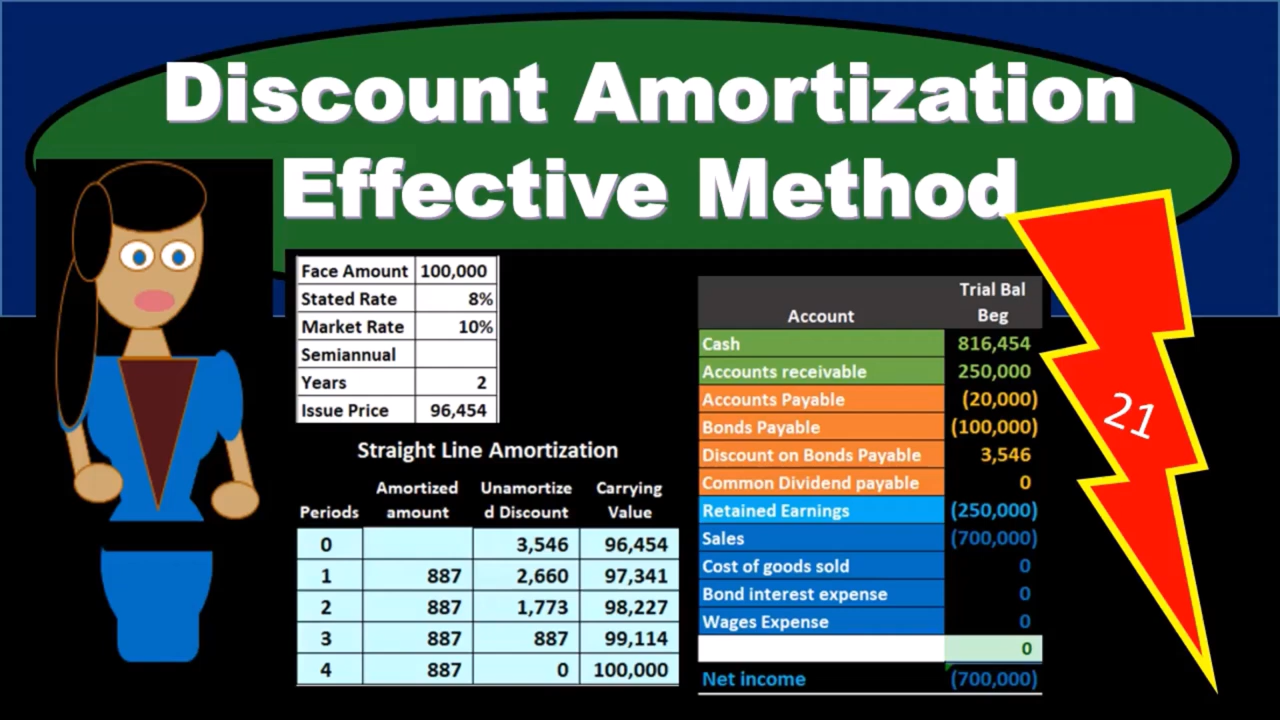 Discount Amortization
Effective Method
Face Amount 100,000
Stated Rate 8%
Market Rate 10%
Semiannual
Years 2
Issue Price 96,454
Straight Line Amortization
Periods Amortized amount Unamortize d Discount Carrying Value
0 3,546 96,454
1 887 2,660 97,341
2 887 1,773 98,227
3 887 887 99,114
4 887 0 100,000
Account Trial Bal Beg
Cash 816,454
Accounts receivable 250,000
Accounts Payable (20,000)
Bonds Payable (100,000)
Discount on Bonds Payable 3,546
Common Dividend payable 0
Retained Earnings (250,000)
Sales (700,000)
Cost of goods sold 0
Bond interest expense 0
Wages Expense 0
0
Net income (700,000)
21